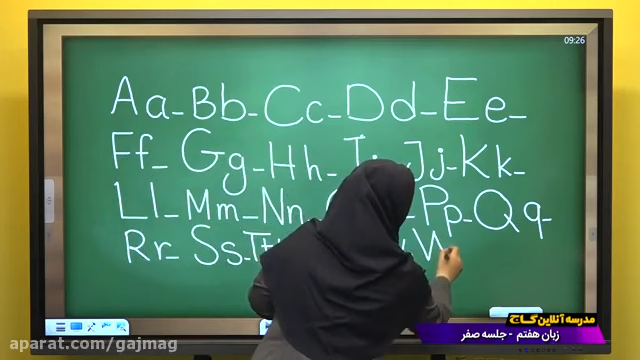 09:26
Aa-Bb-Cc-Dd-Ee-
Ff-Gg-Hh-I Jj-Kk-
Ll-Mm-Nn Pp-Qq-
Rr-Ss-Tt
مدرسه آنلاین گاج
زبان هفتم - جلسه صفر
aparat.com/gajmag